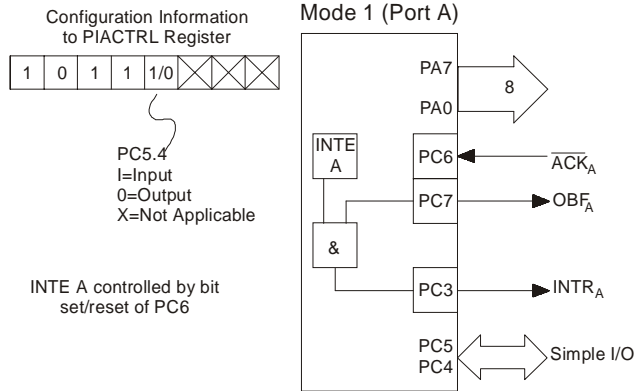 Configuration Information
to PIACTRL Register
1 0 1 1 1/0
PC5.4
I=Input
0=Output
X=Not Applicable
INTE A controlled by bit
set/reset of PC6
Mode 1 (Port A)
PA7
8
PA0
INTE
A
PC6
ACK_A
PC7
OBF_A
&
PC3
INTR_A
PC5
PC4
Simple I/O